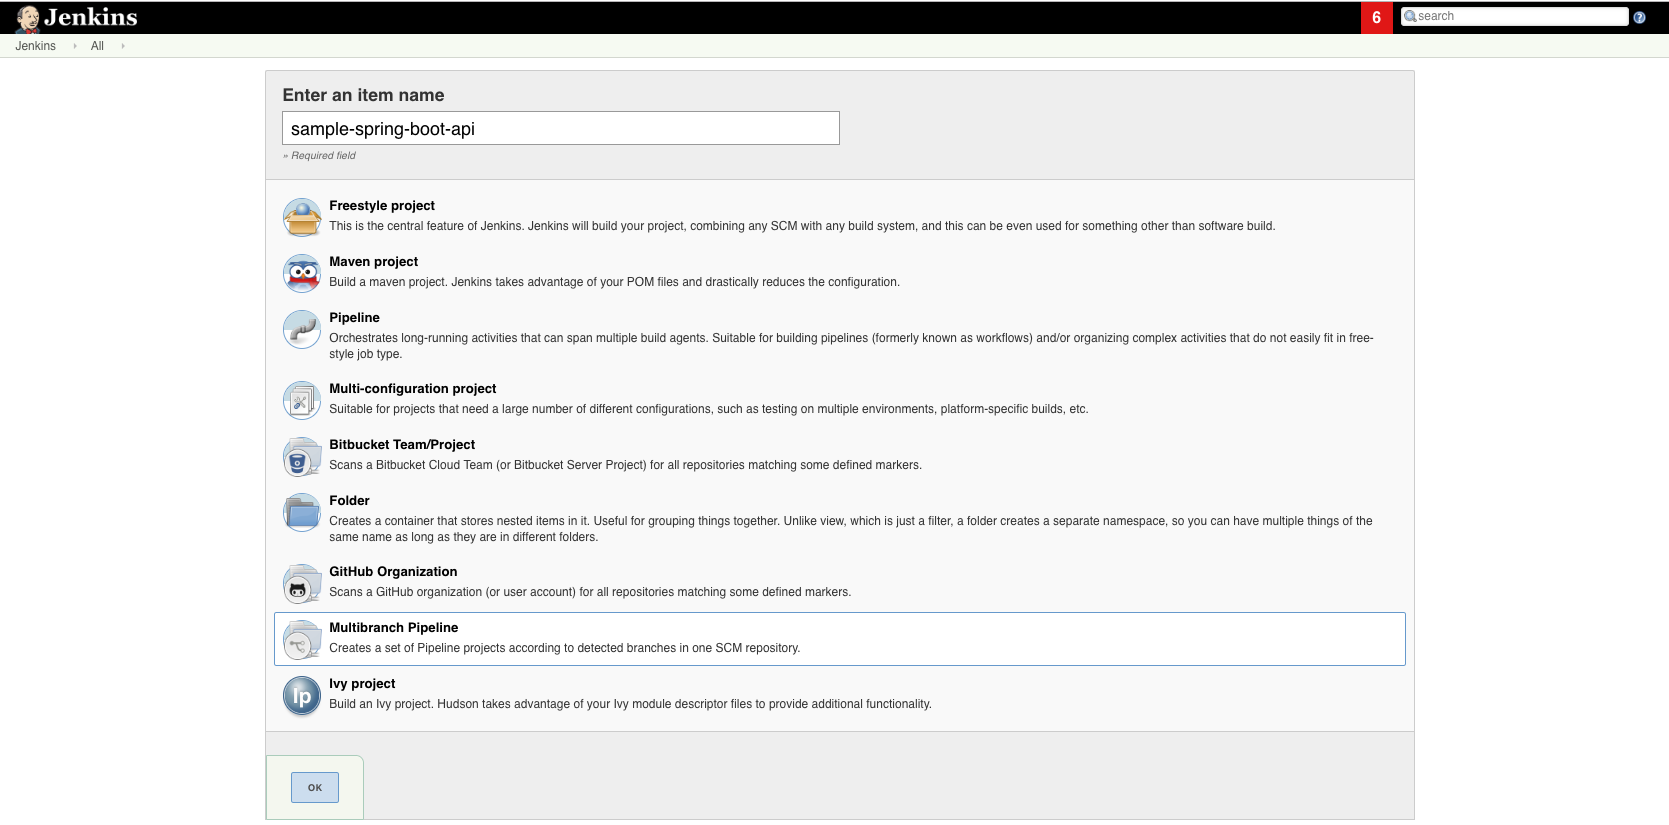 Jenkins
6
search
?
Jenkins
All
Enter an item name
sample-spring-boot-api
» Required field
Freestyle project
This is the central feature of Jenkins. Jenkins will build your project, combining any SCM with any build system, and this can be even used for something other than software build.
Maven project
Build a maven project. Jenkins takes advantage of your POM files and drastically reduces the configuration.
Pipeline
Orchestrates long-running activities that can span multiple build agents. Suitable for building pipelines (formerly known as workflows) and/or organizing complex activities that do not easily fit in free-
style job type.
Multi-configuration project
Suitable for projects that need a large number of different configurations, such as testing on multiple environments, platform-specific builds, etc.
Bitbucket Team/Project
Scans a Bitbucket Cloud Team (or Bitbucket Server Project) for all repositories matching some defined markers.
Folder
Creates a container that stores nested items in it. Useful for grouping things together. Unlike view, which is just a filter, a folder creates a separate namespace, so you can have multiple things of the
same name as long as they are in different folders.
GitHub Organization
Scans a GitHub organization (or user account) for all repositories matching some defined markers.
Multibranch Pipeline
Creates a set of Pipeline projects according to detected branches in one SCM repository.
Ip
Ivy project
Build an Ivy project. Hudson takes advantage of your Ivy module descriptor files to provide additional functionality.
OK